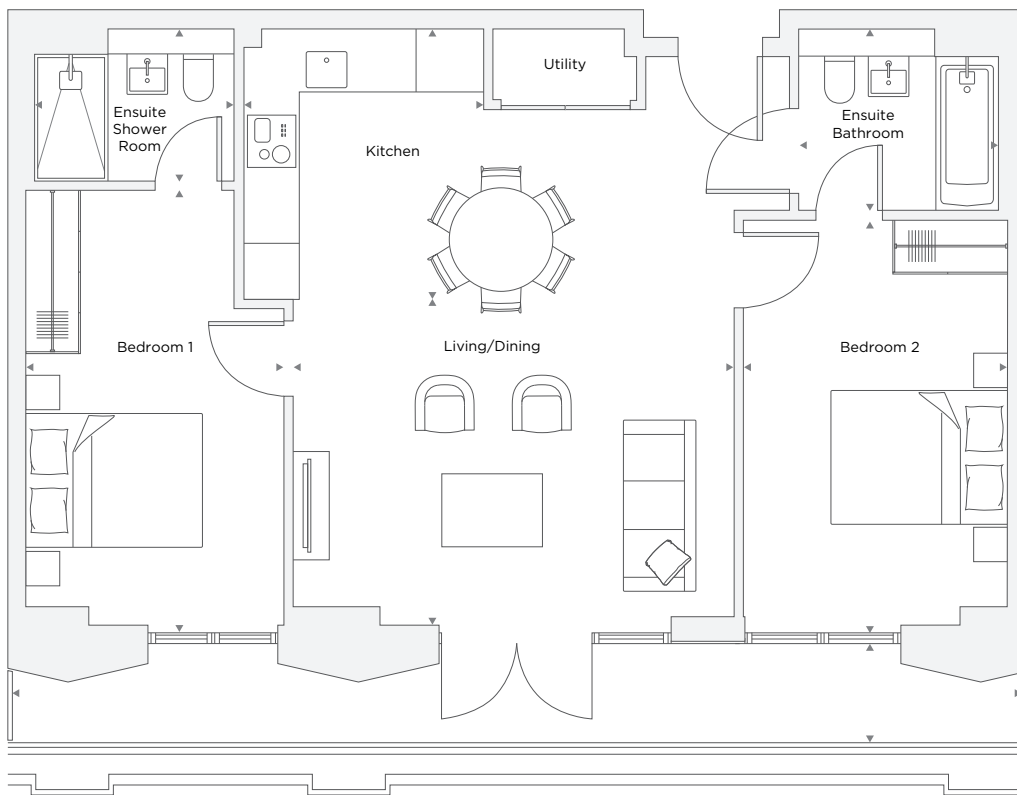 Utility
Ensuite
Shower
Room
Ensuite
Bathroom
Kitchen
Bedroom 1
Living/Dining
Bedroom 2